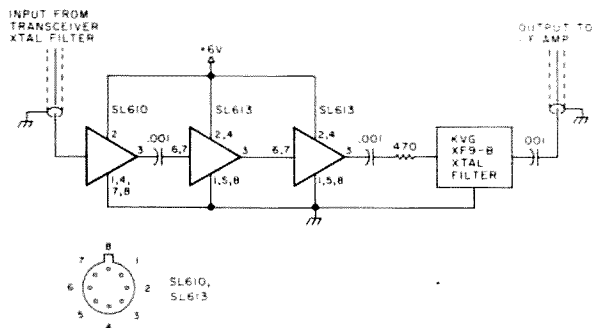 INPUT FROM
TRANSCEIVER
XTAL FILTER
OUTPUT TO
AMP
+6V
SL610
SL613
SL613
2
2,4
2,4
.001
.001
470
KVG
XF9-B
XTAL
FILTER
.001
3
6,7
3
6,7
3
1,4,
7,8
1,5,8
1,5,8
8
7
1
6
2
SL610,
SL613
5
3
4